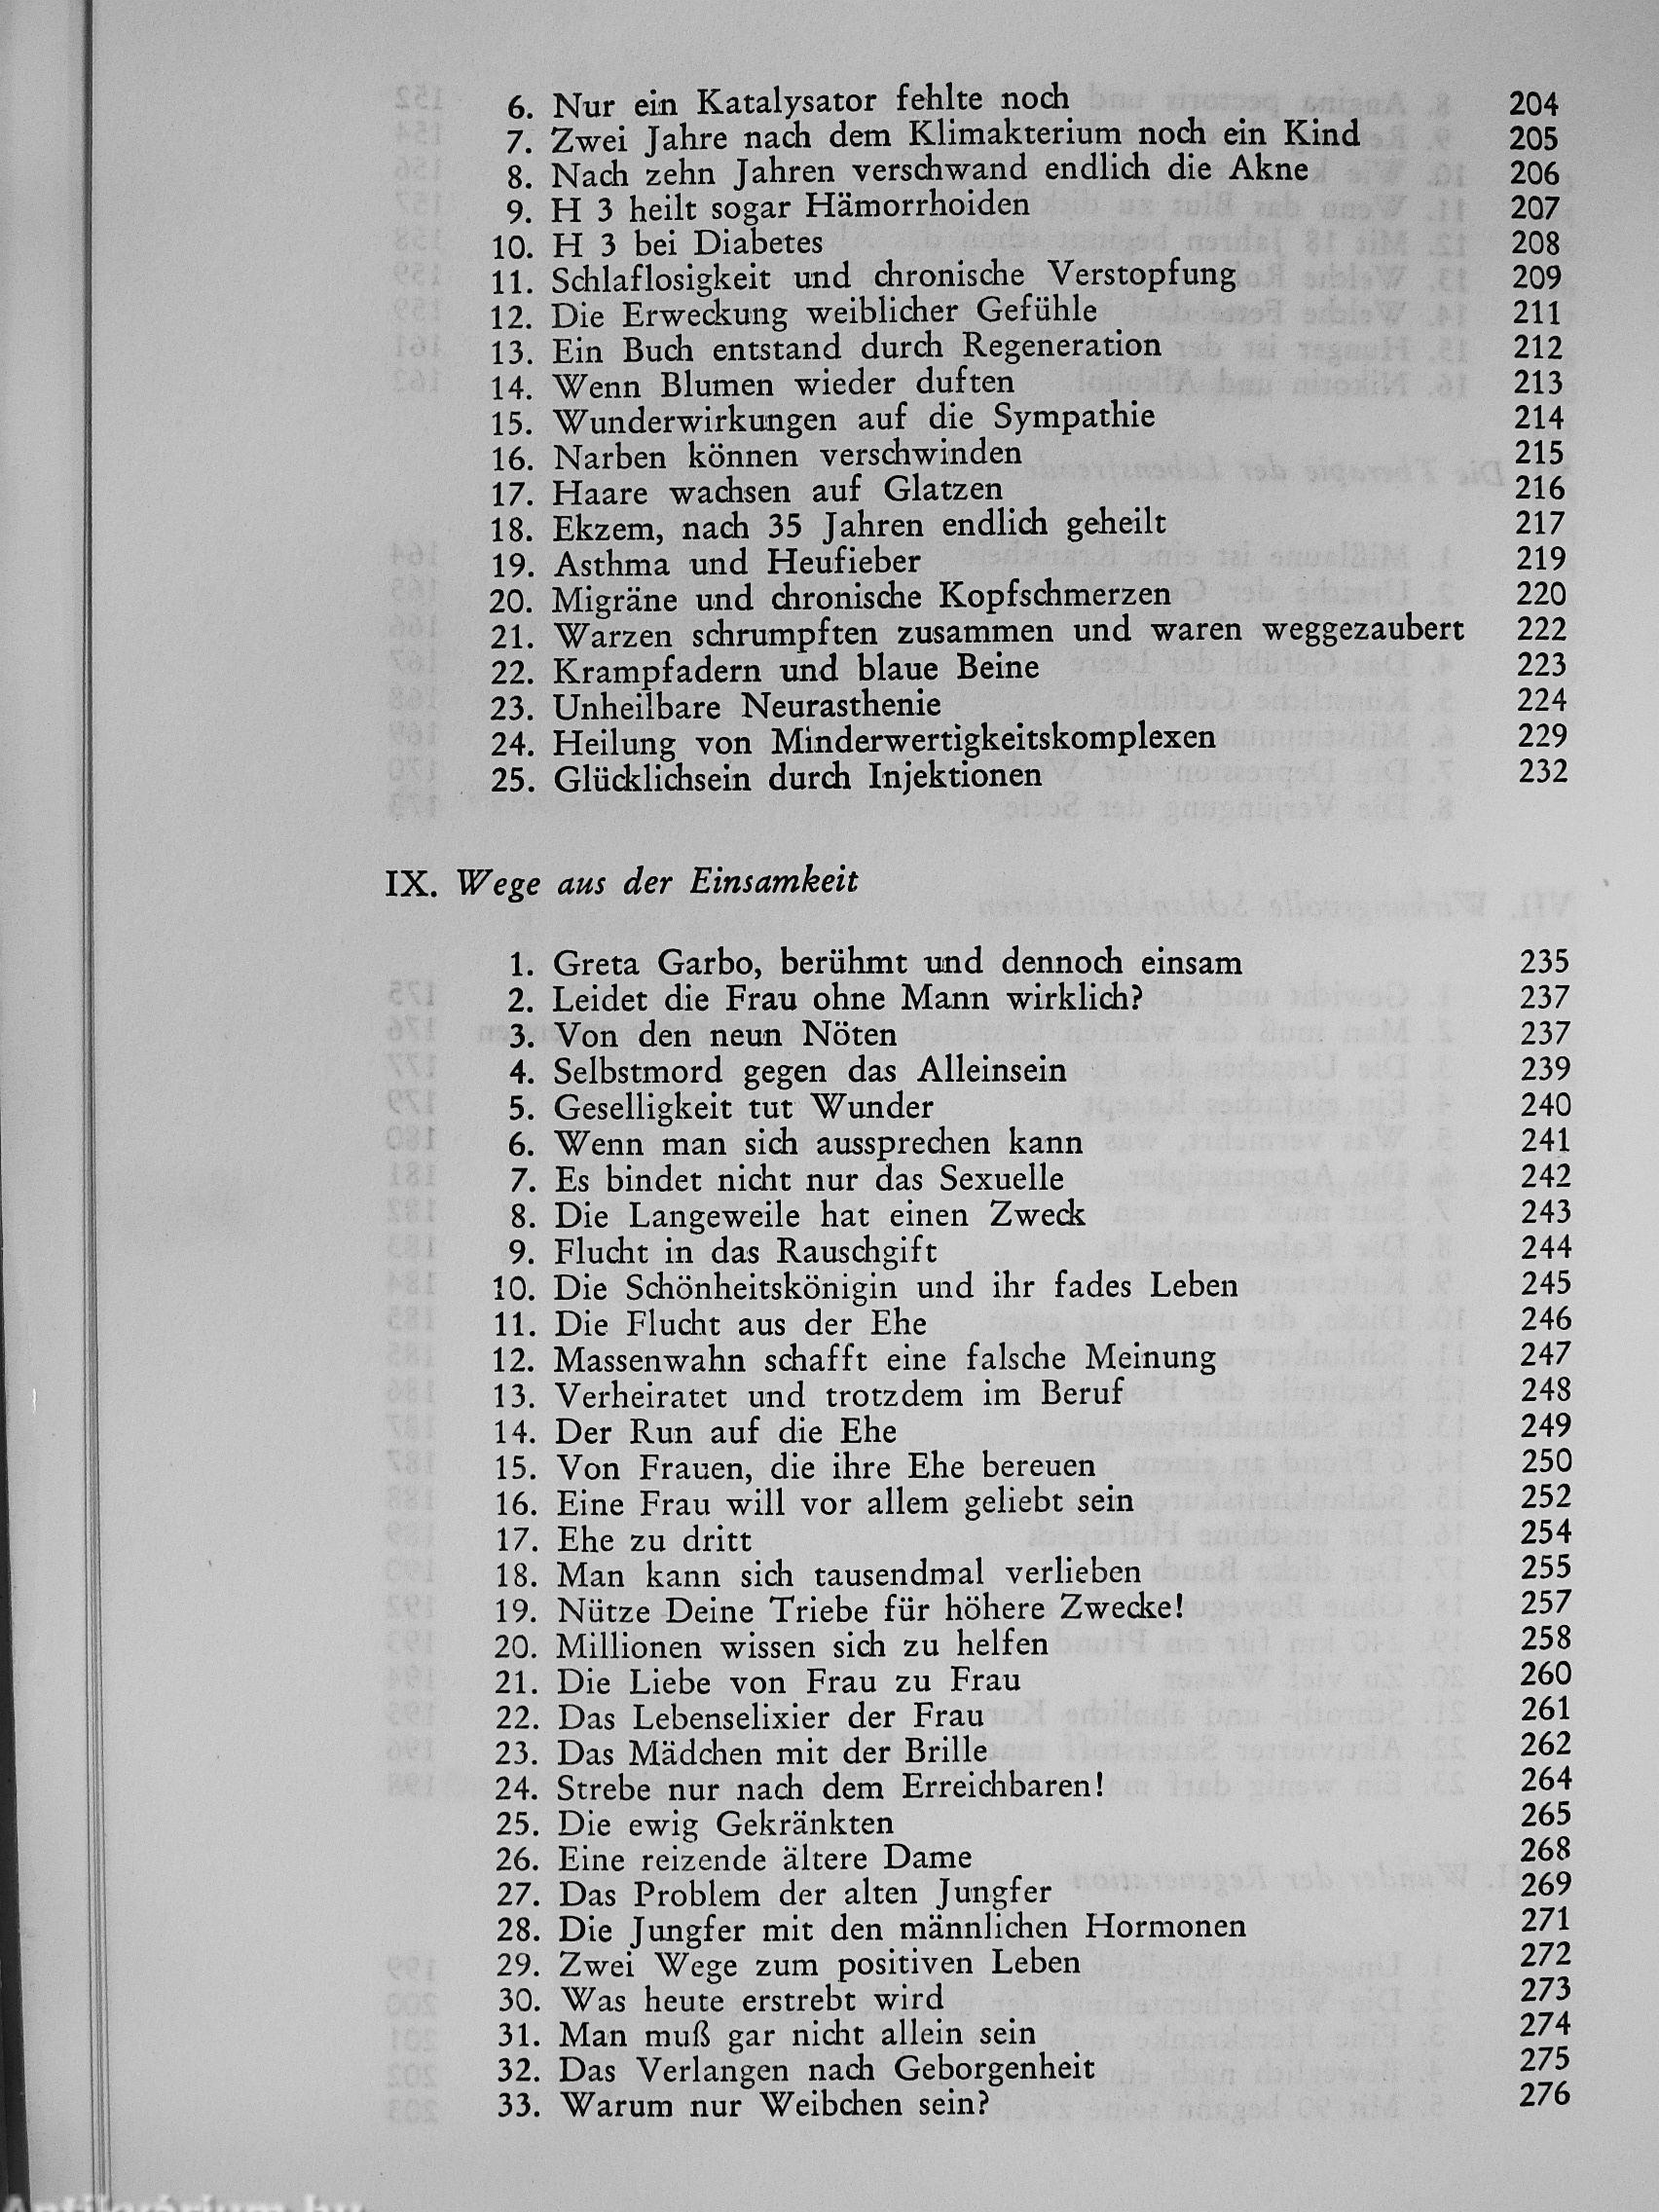 6. Nur ein Katalysator fehlte noch 204
7. Zwei Jahre nach dem Klimakterium noch ein Kind 205
8. Nach zehn Jahren verschwand endlich die Akne 206
9. H 3 heilt sogar Hämorrhoiden 207
10. H 3 bei Diabetes 208
11. Schlaflosigkeit und chronische Verstopfung 209
12. Die Erweckung weiblicher Gefühle 211
13. Ein Buch entstand durch Regeneration 212
14. Wenn Blumen wieder duften 213
15. Wunderwirkungen auf die Sympathie 214
16. Narben können verschwinden 215
17. Haare wachsen auf Glatzen 216
18. Ekzem, nach 35 Jahren endlich geheilt 217
19. Asthma und Heufieber 219
20. Migräne und chronische Kopfschmerzen 220
21. Warzen schrumpften zusammen und waren weggezaubert 222
22. Krampfadern und blaue Beine 223
23. Unheilbare Neurasthenie 224
24. Heilung von Minderwertigkeitskomplexen 229
25. Glücklichsein durch Injektionen 232
IX. Wege aus der Einsamkeit
1. Greta Garbo, berühmt und dennoch einsam 235
2. Leidet die Frau ohne Mann wirklich? 237
3. Von den neun Nöten 237
4. Selbstmord gegen das Alleinsein 239
5. Geselligkeit tut Wunder 240
6. Wenn man sich aussprechen kann 241
7. Es bindet nicht nur das Sexuelle 242
8. Die Langeweile hat einen Zweck 243
9. Flucht in das Rauschgift 244
10. Die Schönheitskönigin und ihr fades Leben 245
11. Die Flucht aus der Ehe 246
12. Massenwahn schafft eine falsche Meinung 247
13. Verheiratet und trotzdem im Beruf 248
14. Der Run auf die Ehe 249
15. Von Frauen, die ihre Ehe bereuen 250
16. Eine Frau will vor allem geliebt sein 252
17. Ehe zu dritt 254
18. Man kann sich tausendmal verlieben 255
19. Nütze Deine Triebe für höhere Zwecke! 257
20. Millionen wissen sich zu helfen 258
21. Die Liebe von Frau zu Frau 260
22. Das Lebenselixier der Frau 261
23. Das Mädchen mit der Brille 262
24. Strebe nur nach dem Erreichbaren! 264
25. Die ewig Gekränkten 265
26. Eine reizende ältere Dame 268
27. Das Problem der alten Jungfer 269
28. Die Jungfer mit den männlichen Hormonen 271
29. Zwei Wege zum positiven Leben 272
30. Was heute erstrebt wird 273
31. Man muß gar nicht allein sein 274
32. Das Verlangen nach Geborgenheit 275
33. Warum nur Weibchen sein? 276